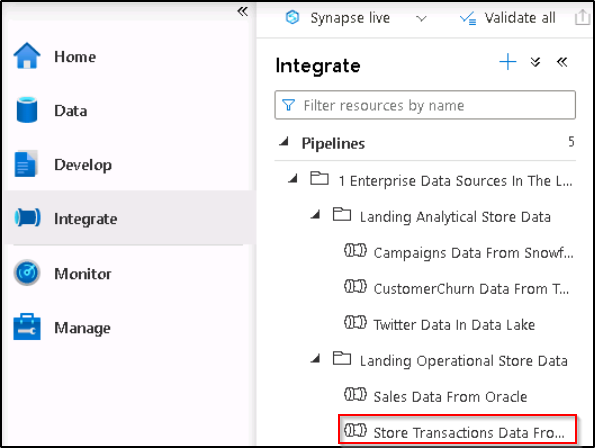 Synapse live
Validate all
Home
Data
Develop
Integrate
Monitor
Manage
Integrate
Filter resources by name
Pipelines 5
1 Enterprise Data Sources In The L...
Landing Analytical Store Data
Campaigns Data From Snowf...
CustomerChurn Data From T...
Twitter Data In Data Lake
Landing Operational Store Data
Sales Data From Oracle
Store Transactions Data Fro...